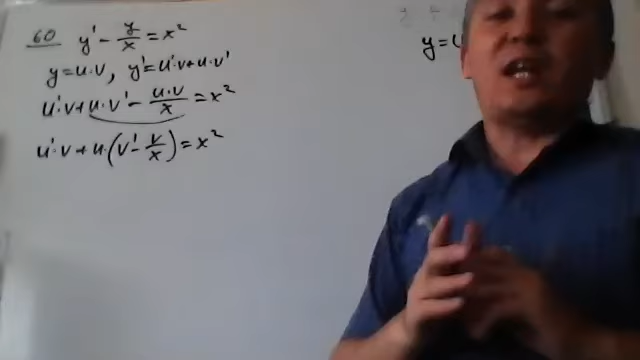 60 y' - y/x = x²
y = u·v, y' = u'·v + u·v'
u'·v + u·v' - u·v/x = x²
u'·v + u·(v' - v/x) = x²
y = u